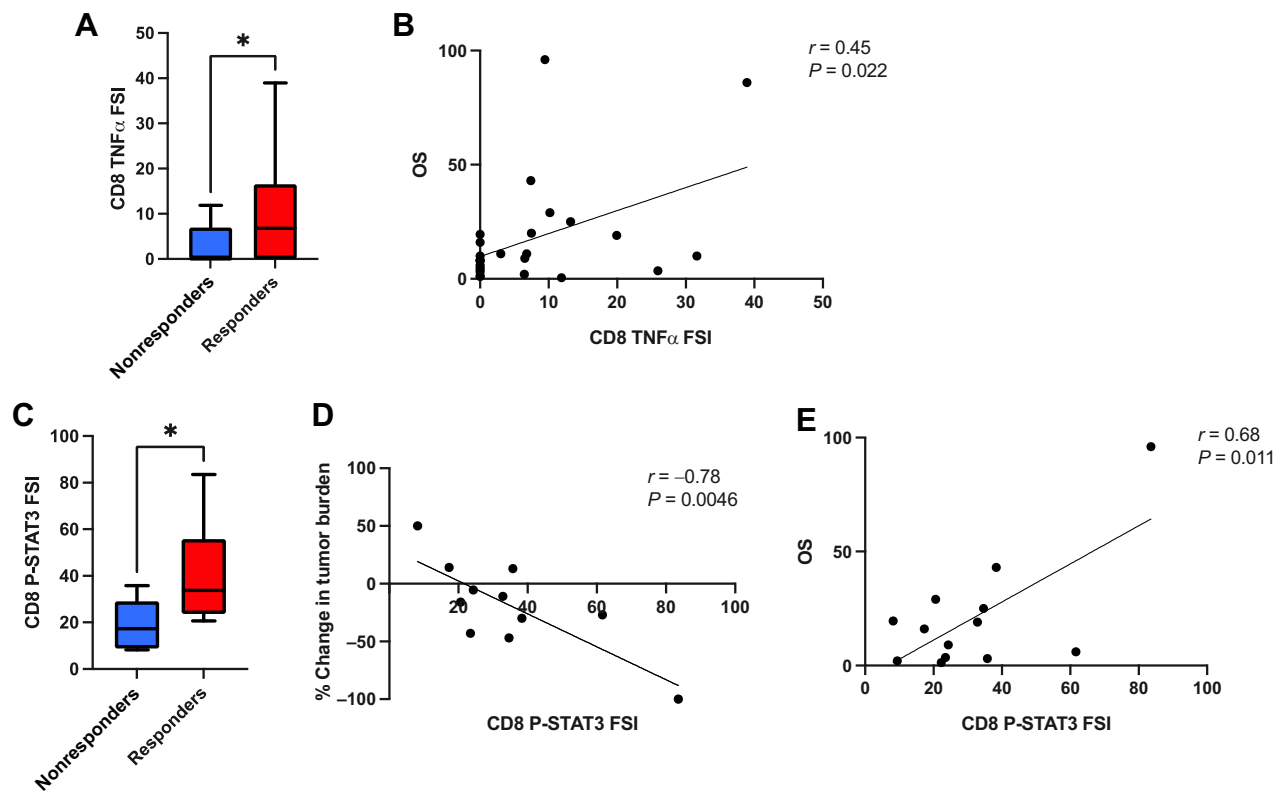 A
50
40
30
20
10
0
CD8 TNFα FSI
*
Nonresponders
Responders
B
100
50
0
OS
0 10 20 30 40 50
CD8 TNFα FSI
r = 0.45
P = 0.022
C
100
80
60
40
20
0
CD8 P-STAT3 FSI
*
Nonresponders
Responders
D
100
50
0
–50
–100
% Change in tumor burden
20 40 60 80 100
CD8 P-STAT3 FSI
r = –0.78
P = 0.0046
E
100
50
0
OS
0 20 40 60 80 100
CD8 P-STAT3 FSI
r = 0.68
P = 0.011